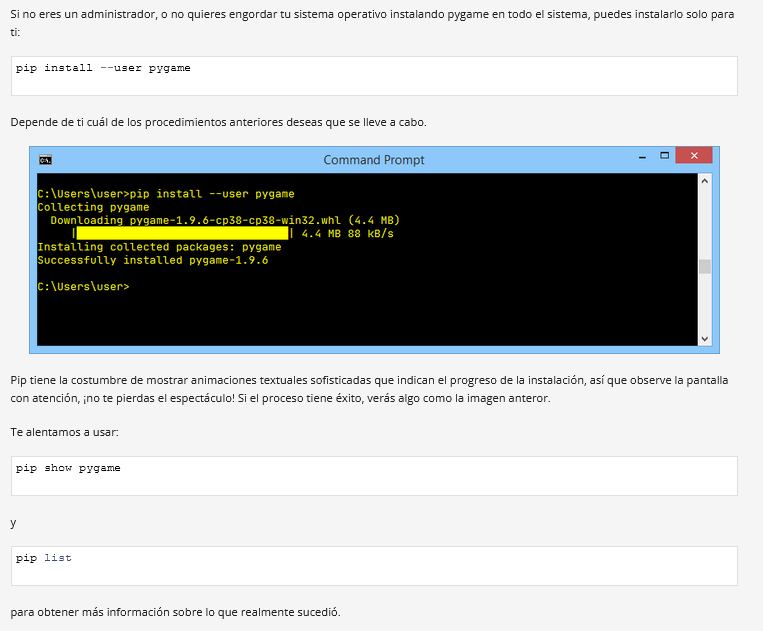 Si no eres un administrador, o no quieres engordar tu sistema operativo instalando pygame en todo el sistema, puedes instalarlo solo para
ti:
pip install --user pygame
Depende de ti cuál de los procedimientos anteriores deseas que se lleve a cabo.
Command Prompt
C:\Users\user>pip install --user pygame
Collecting pygame
Downloading pygame-1.9.6-cp38-cp38-win32.whl (4.4 MB)
| | 4.4 MB 88 kB/s
Installing collected packages: pygame
Successfully installed pygame-1.9.6
C:\Users\user>
Pip tiene la costumbre de mostrar animaciones textuales sofisticadas que indican el progreso de la instalación, así que observe la pantalla
con atención, ¡no te pierdas el espectáculo! Si el proceso tiene éxito, verás algo como la imagen anteror.
Te alentamos a usar:
pip show pygame
y
pip list
para obtener más información sobre lo que realmente sucedió.